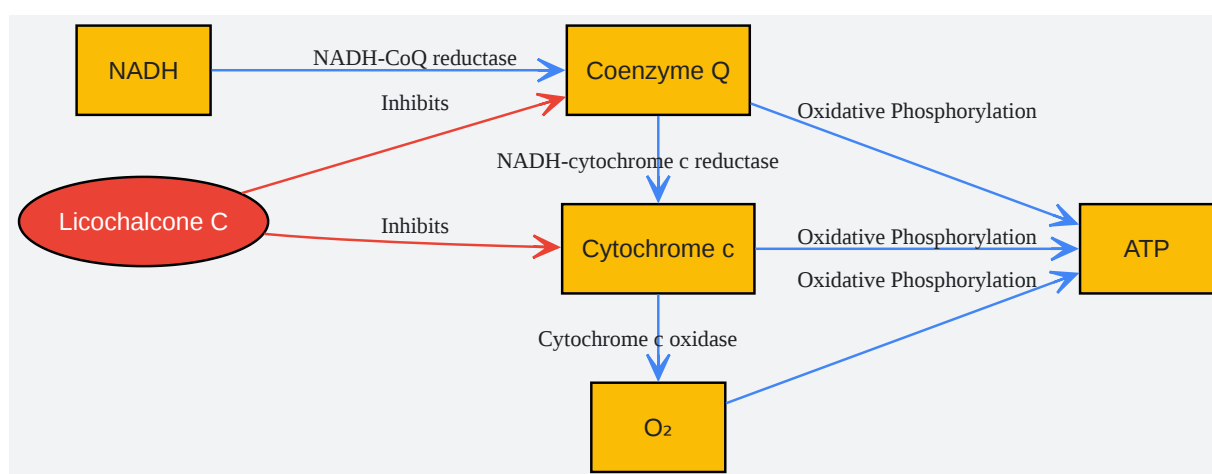 NADH
NADH-CoQ reductase
Coenzyme Q
Inhibits
Oxidative Phosphorylation
NADH-cytochrome c reductase
Licochalcone C
Inhibits
Cytochrome c
Oxidative Phosphorylation
ATP
Oxidative Phosphorylation
Cytochrome c oxidase
O₂